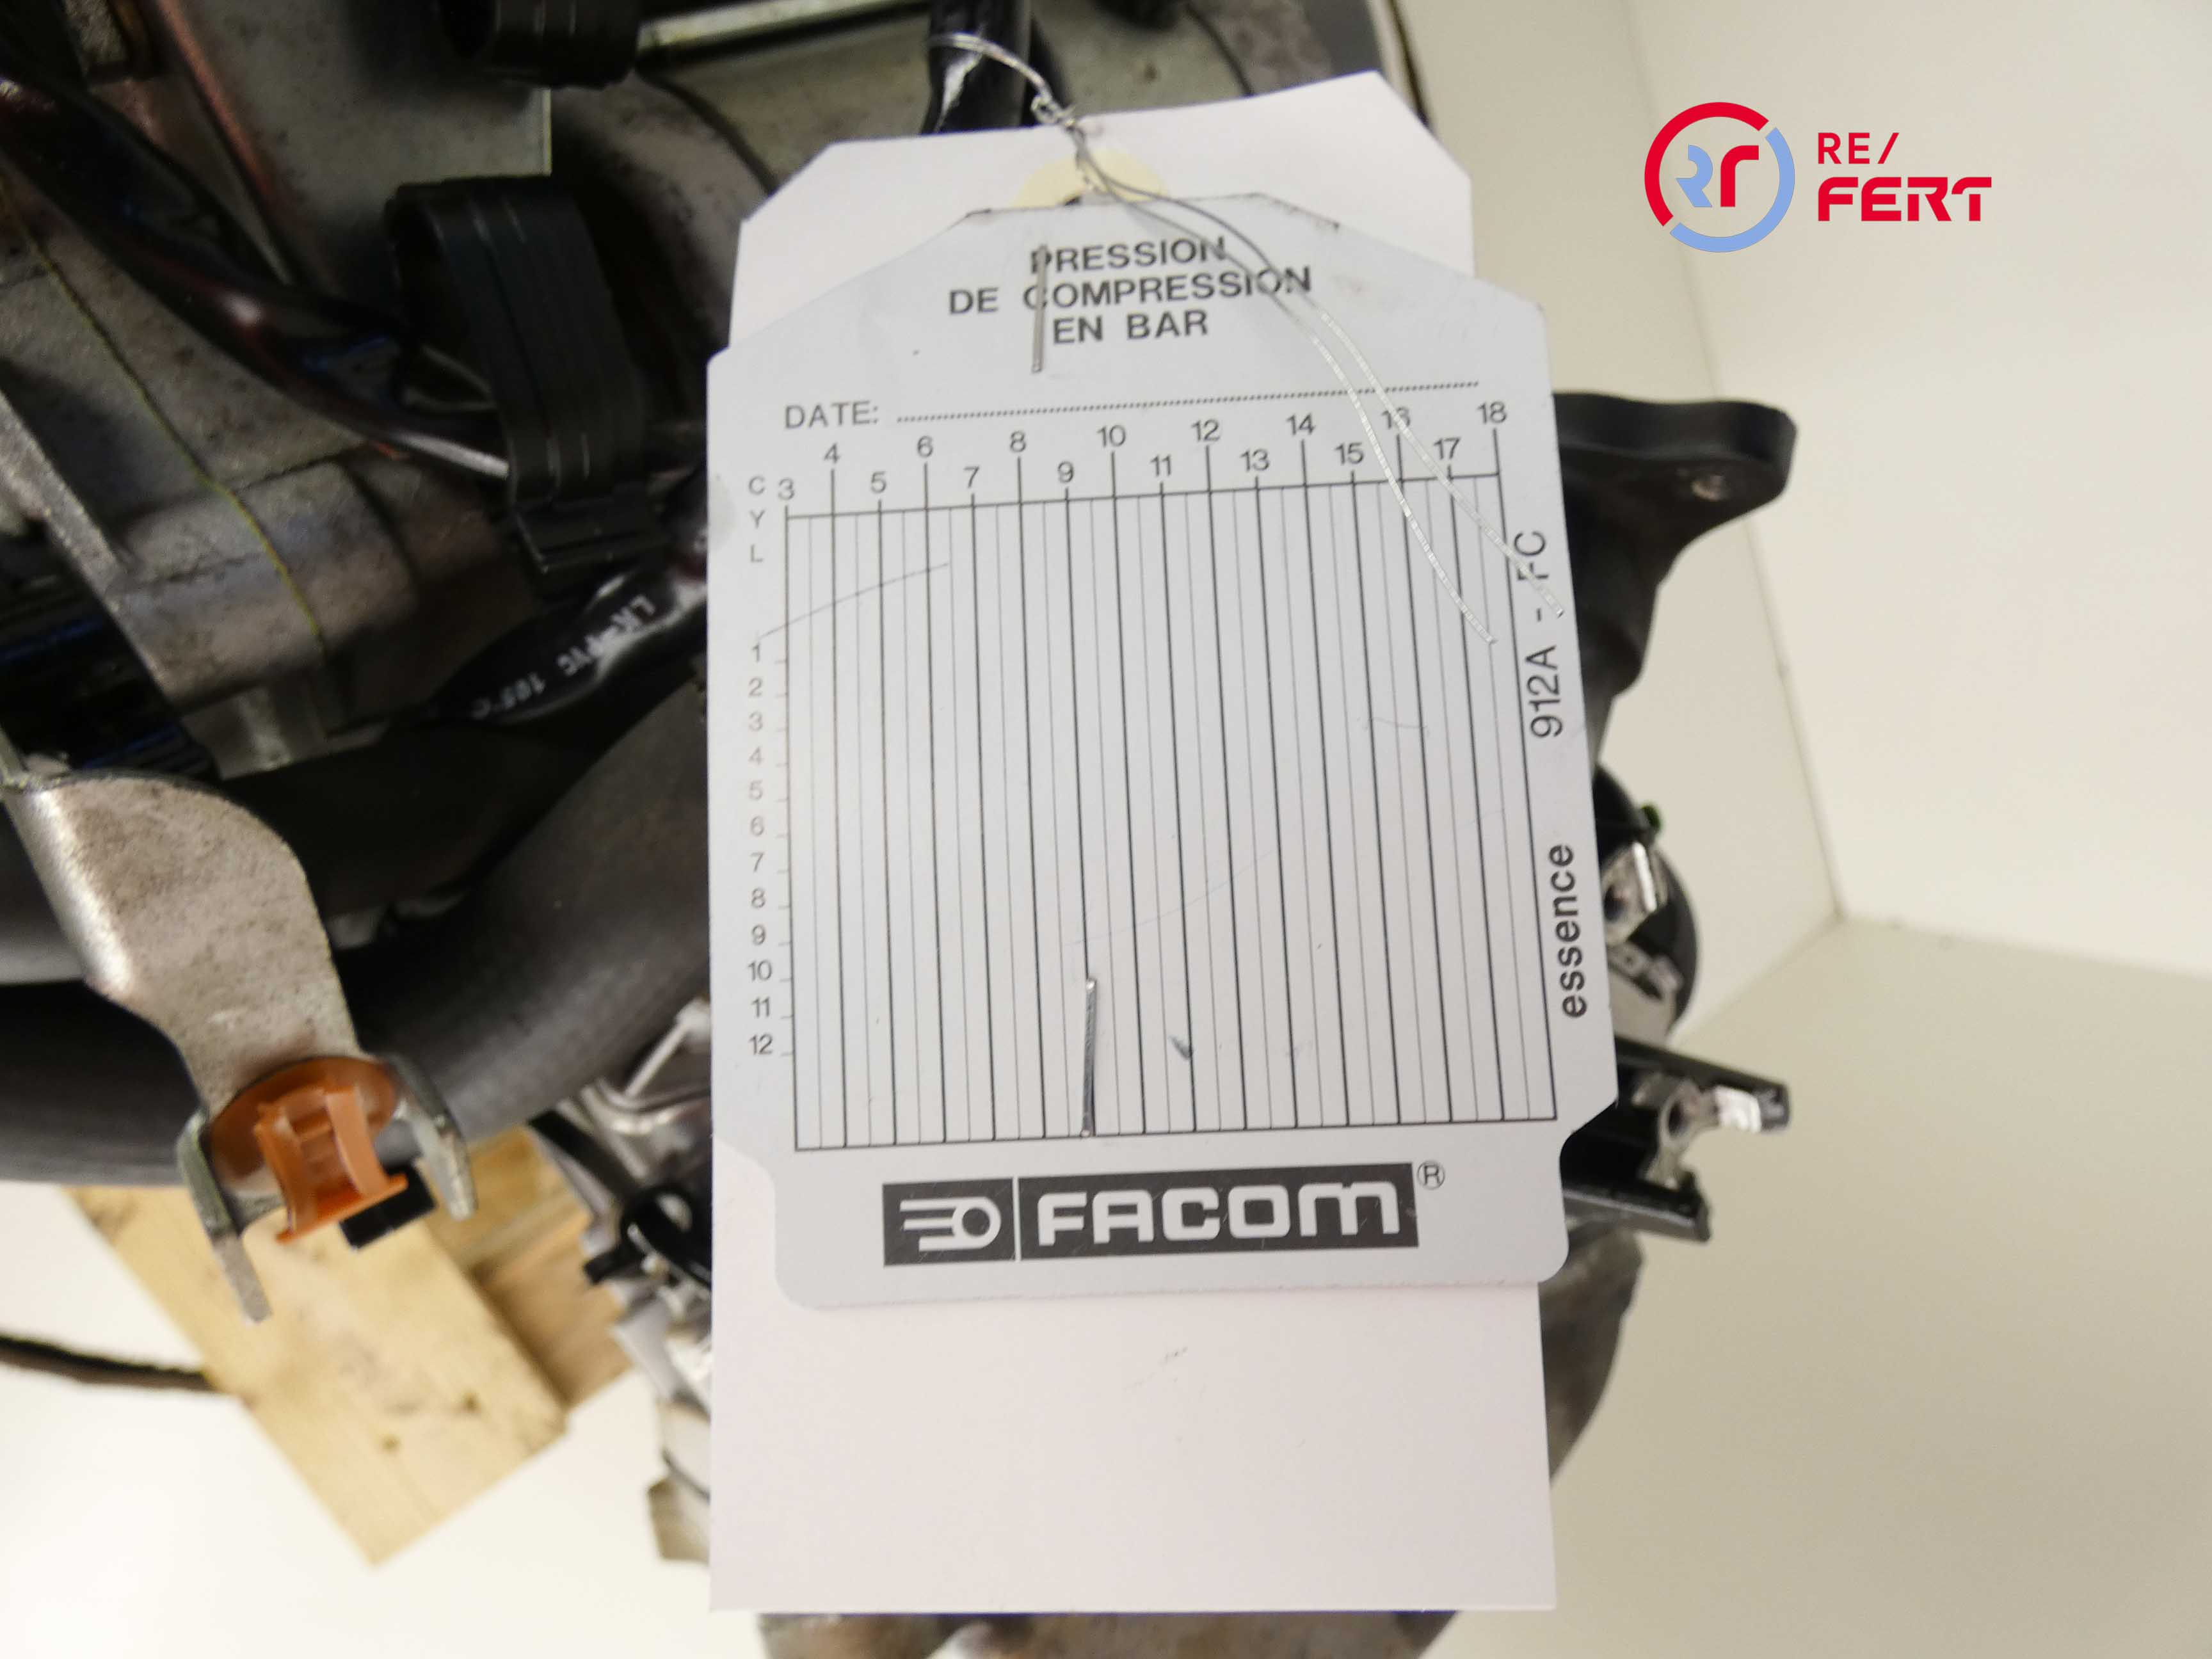 RE/
FERT
PRESSION
DE COMPRESSION
EN BAR
DATE:
4 6 8 10 12 14 16 18
3 5 7 9 11 13 15 17
C
Y
L
1
2
3
4
5
6
7
8
9
10
11
12
912A - FC
essence
FACOM®